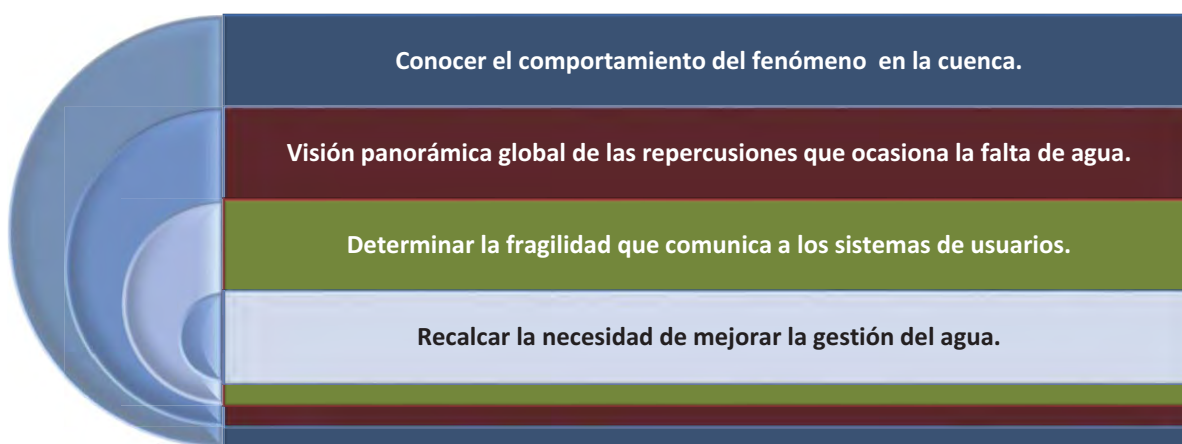 Conocer el comportamiento del fenómeno en la cuenca.
Visión panorámica global de las repercusiones que ocasiona la falta de agua.
Determinar la fragilidad que comunica a los sistemas de usuarios.
Recalcar la necesidad de mejorar la gestión del agua.